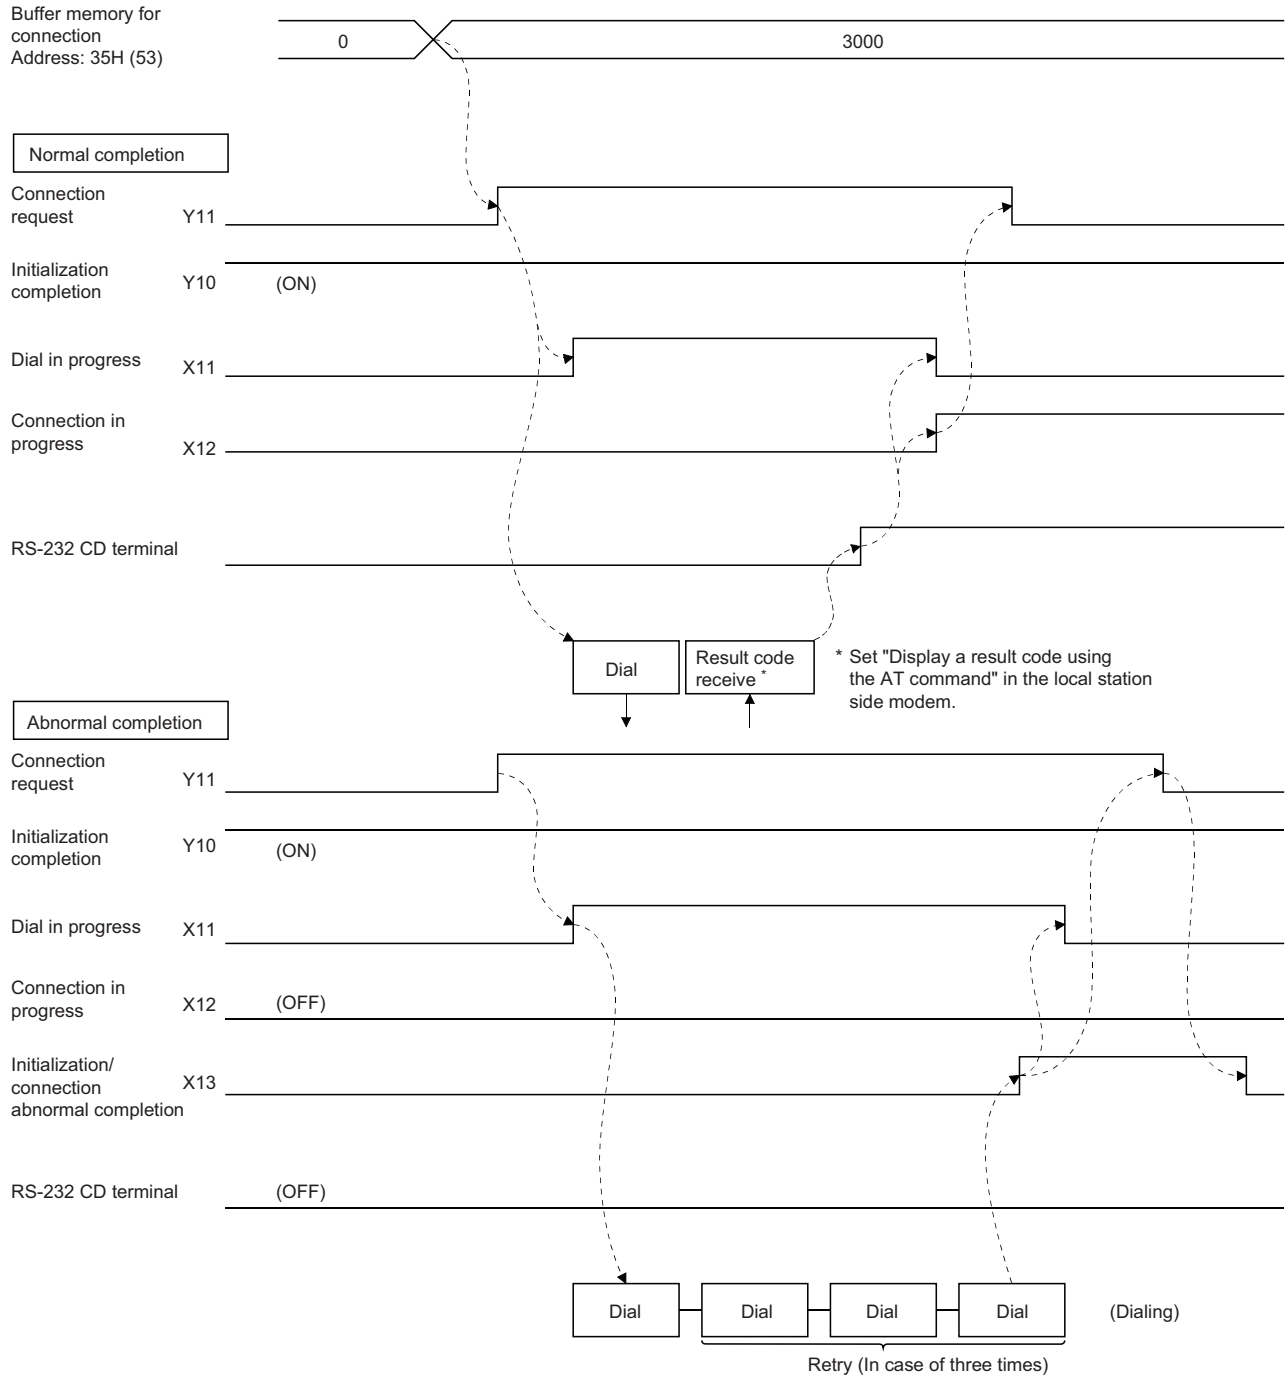 Buffer memory for
connection
Address: 35H (53)
0
3000
Normal completion
Connection
request
Y11
Initialization
completion
Y10
(ON)
Dial in progress
X11
Connection in
progress
X12
RS-232 CD terminal
Dial
Result code
receive *
* Set "Display a result code using
the AT command" in the local station
side modem.
Abnormal completion
Connection
request
Y11
Initialization
completion
Y10
(ON)
Dial in progress
X11
Connection in
progress
X12
(OFF)
Initialization/
connection
abnormal completion
X13
RS-232 CD terminal
(OFF)
Dial
Dial
Dial
Dial
(Dialing)
Retry (In case of three times)